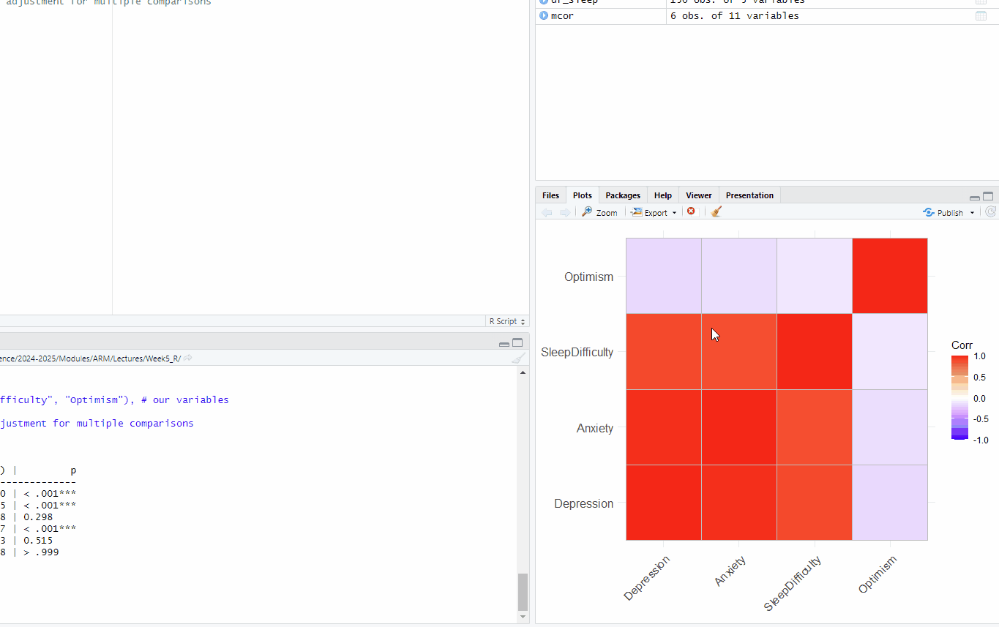 adjustment for multiple comparisons
df_sleep 150 obs. of 5 variables
mcor 6 obs. of 11 variables
R Script
ence/2024-2025/Modules/ARM/Lectures/Week5_R/
fficulty", "Optimism"), # our variables
justment for multiple comparisons
) | p
--------------
0 | < .001***
5 | < .001***
8 | 0.298
7 | < .001***
3 | 0.515
8 | > .999
Files Plots Packages Help Viewer Presentation
Zoom Export Publish
Optimism
SleepDifficulty
Anxiety
Depression
Depression
Anxiety
SleepDifficulty
Optimism
Corr
1.0
0.5
0.0
-0.5
-1.0